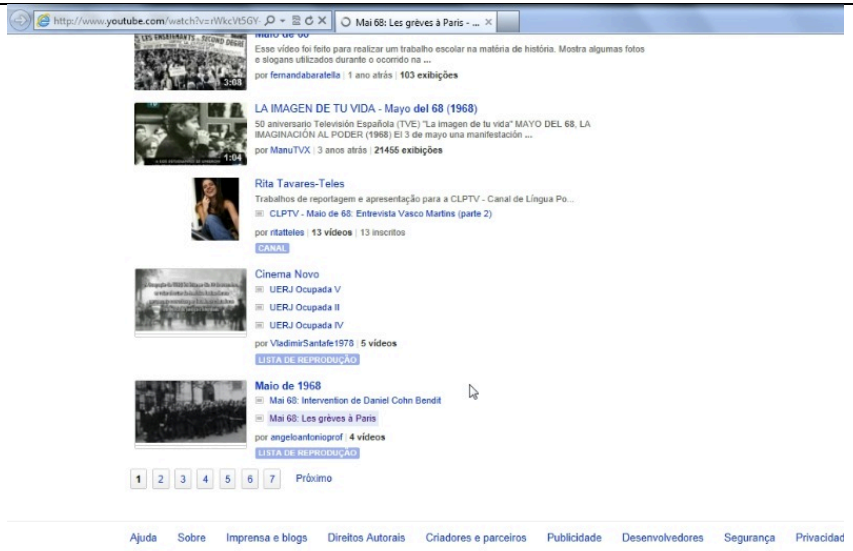 http://www.youtube.com/watch?v=rWkcVt5GY-
Mai 68: Les grèves à Paris - ...
Maio de 68
Esse vídeo foi feito para realizar um trabalho escolar na matéria de história. Mostra algumas fotos
e slogans utilizados durante o ocorrido na ...
por fernandabaratella | 1 ano atrás | 103 exibições
3:08
LES ENSEIGNANTS SECOND DEGRE
LA IMAGEN DE TU VIDA - Mayo del 68 (1968)
50 aniversario Televisión Española (TVE) "La imagen de tu vida" MAYO DEL 68, LA
IMAGINACIÓN AL PODER (1968) El 3 de mayo una manifestación ...
por ManuTVX | 3 anos atrás | 21455 exibições
1:04
Rita Tavares-Teles
Trabalhos de reportagem e apresentação para a CLPTV - Canal de Língua Po...
CLPTV - Maio de 68: Entrevista Vasco Martins (parte 2)
por ritatteles | 13 vídeos | 13 inscritos
CANAL
Cinema Novo
UERJ Ocupada V
UERJ Ocupada II
UERJ Ocupada IV
por VladimirSantafe1978 | 5 vídeos
LISTA DE REPRODUÇÃO
Maio de 1968
Mai 68: Intervention de Daniel Cohn Bendit
Mai 68: Les grèves à Paris
por angeloantonioprof | 4 vídeos
LISTA DE REPRODUÇÃO
1 2 3 4 5 6 7 Próximo
Ajuda Sobre Imprensa e blogs Direitos Autorais Criadores e parceiros Publicidade Desenvolvedores Segurança Privacidad